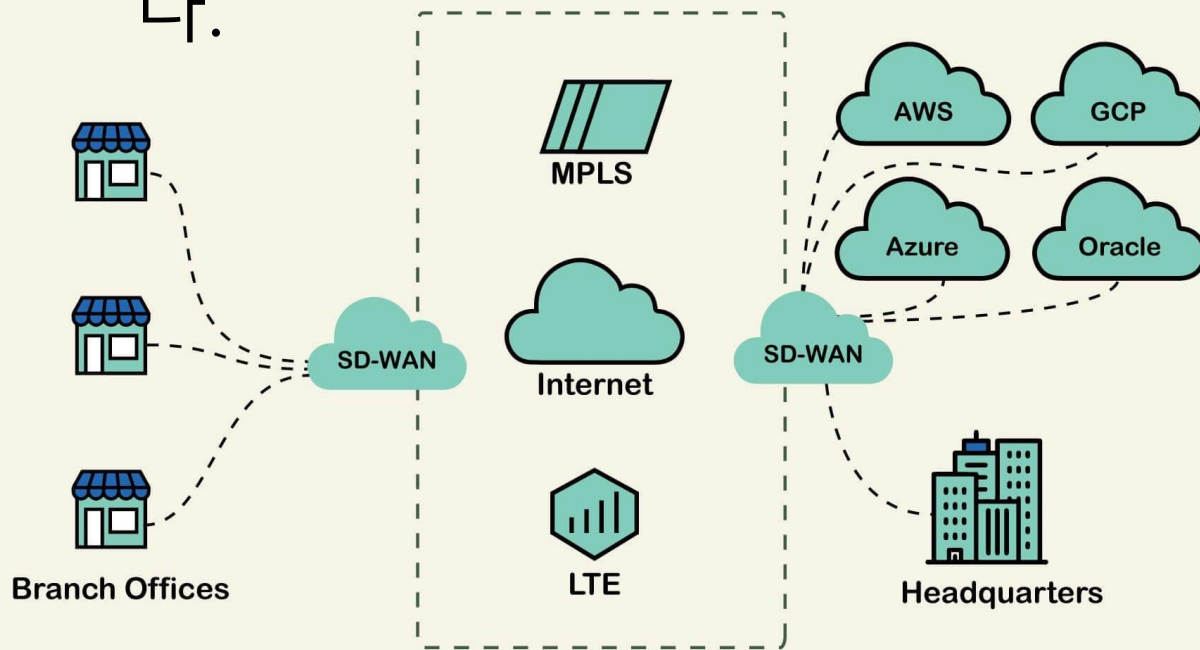 AWS
GCP
MPLS
Azure
Oracle
SD-WAN
SD-WAN
Internet
LTE
Branch Offices
Headquarters